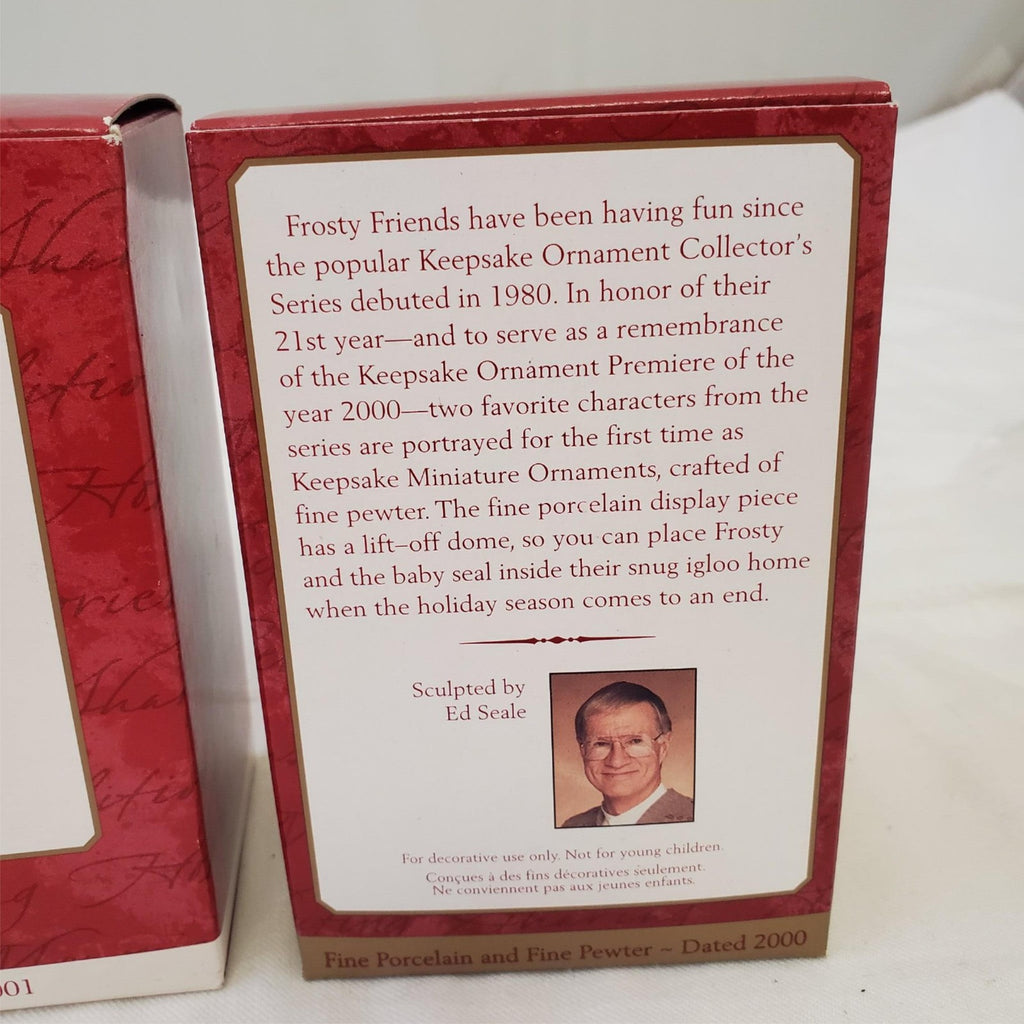 Frosty Friends have been having fun since
the popular Keepsake Ornament Collector's
Series debuted in 1980. In honor of their
21st year—and to serve as a remembrance
of the Keepsake Ornament Premiere of the
year 2000—two favorite characters from the
series are portrayed for the first time as
Keepsake Miniature Ornaments, crafted of
fine pewter. The fine porcelain display piece
has a lift-off dome, so you can place Frosty
and the baby seal inside their snug igloo home
when the holiday season comes to an end.
Sculpted by
Ed Seale
For decorative use only. Not for young children.
Conçues à des fins décoratives seulement.
Ne conviennent pas aux jeunes enfants.
Fine Porcelain and Fine Pewter ~ Dated 2000